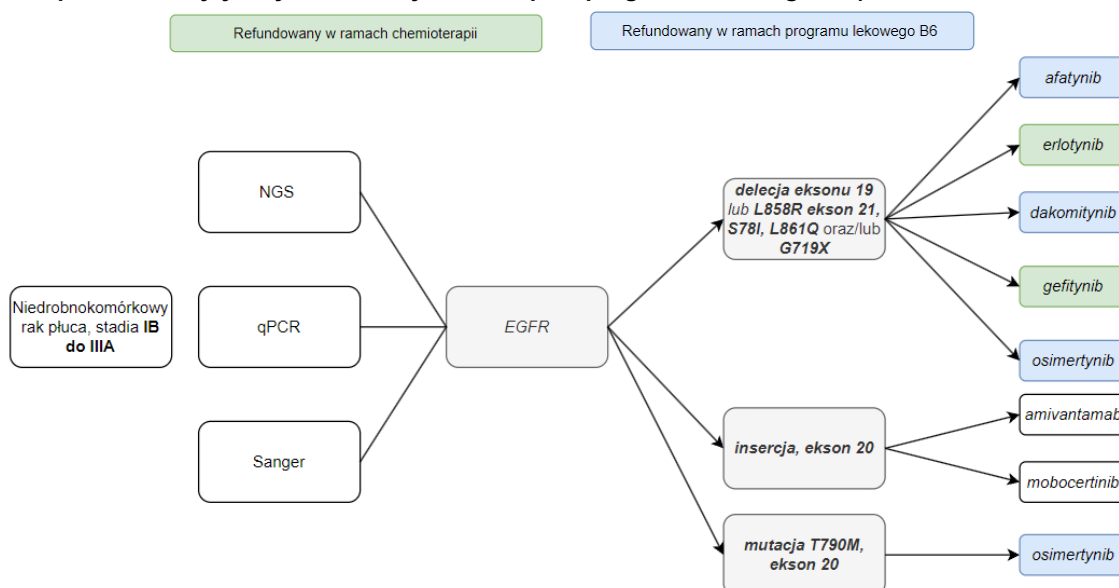 Refundowany w ramach chemioterapii
Refundowany w ramach programu lekowego B6
Niedrobnokomórkowy
rak płuca, stadia IB
do IIIA
NGS
qPCR
Sanger
EGFR
delecja eksonu 19
lub L858R ekson 21,
S78I, L861Q oraz/lub
G719X
insercja, ekson 20
mutacja T790M,
ekson 20
afatynib
erlotynib
dakomitynib
gefitynib
osimertynib
amivantamab
mobocertinib
osimertynib